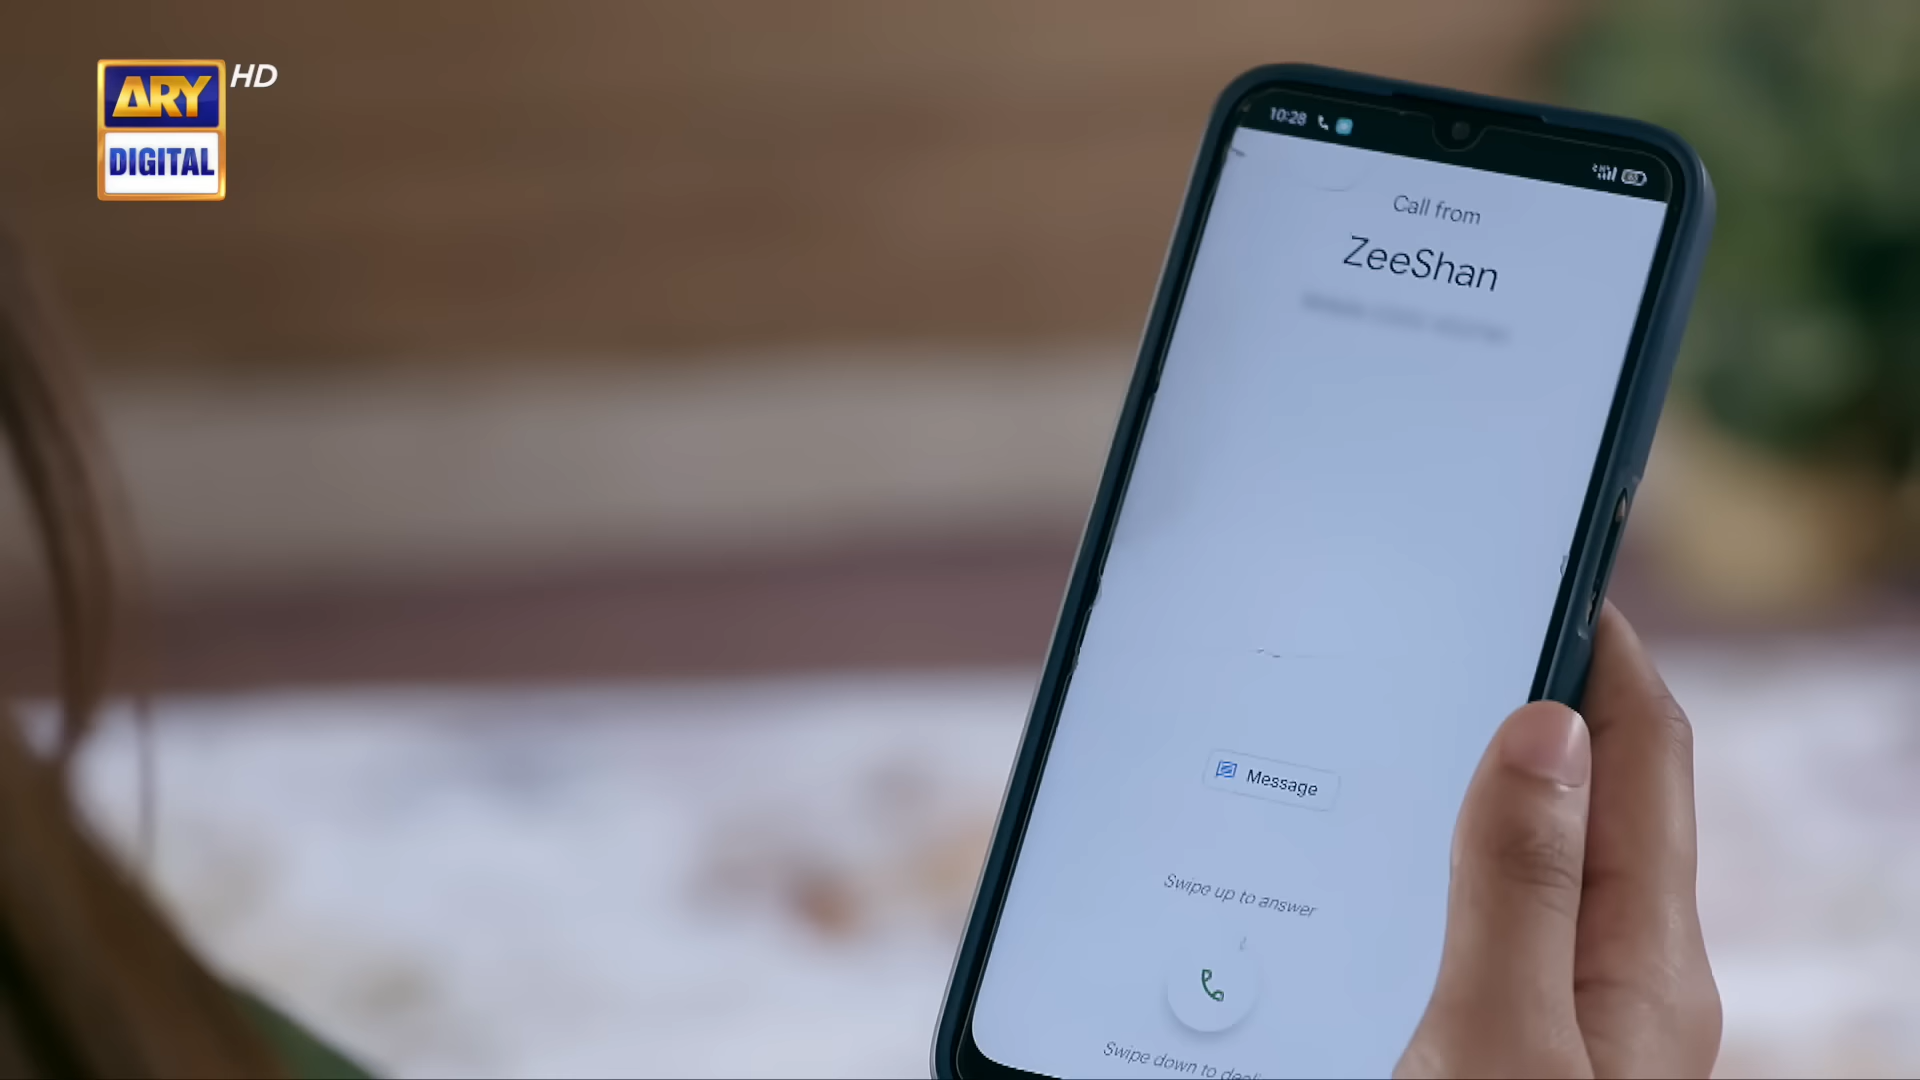 ARY
HD
DIGITAL
10:28
Call from
ZeeShan
Message
Swipe up to answer
Swipe down to